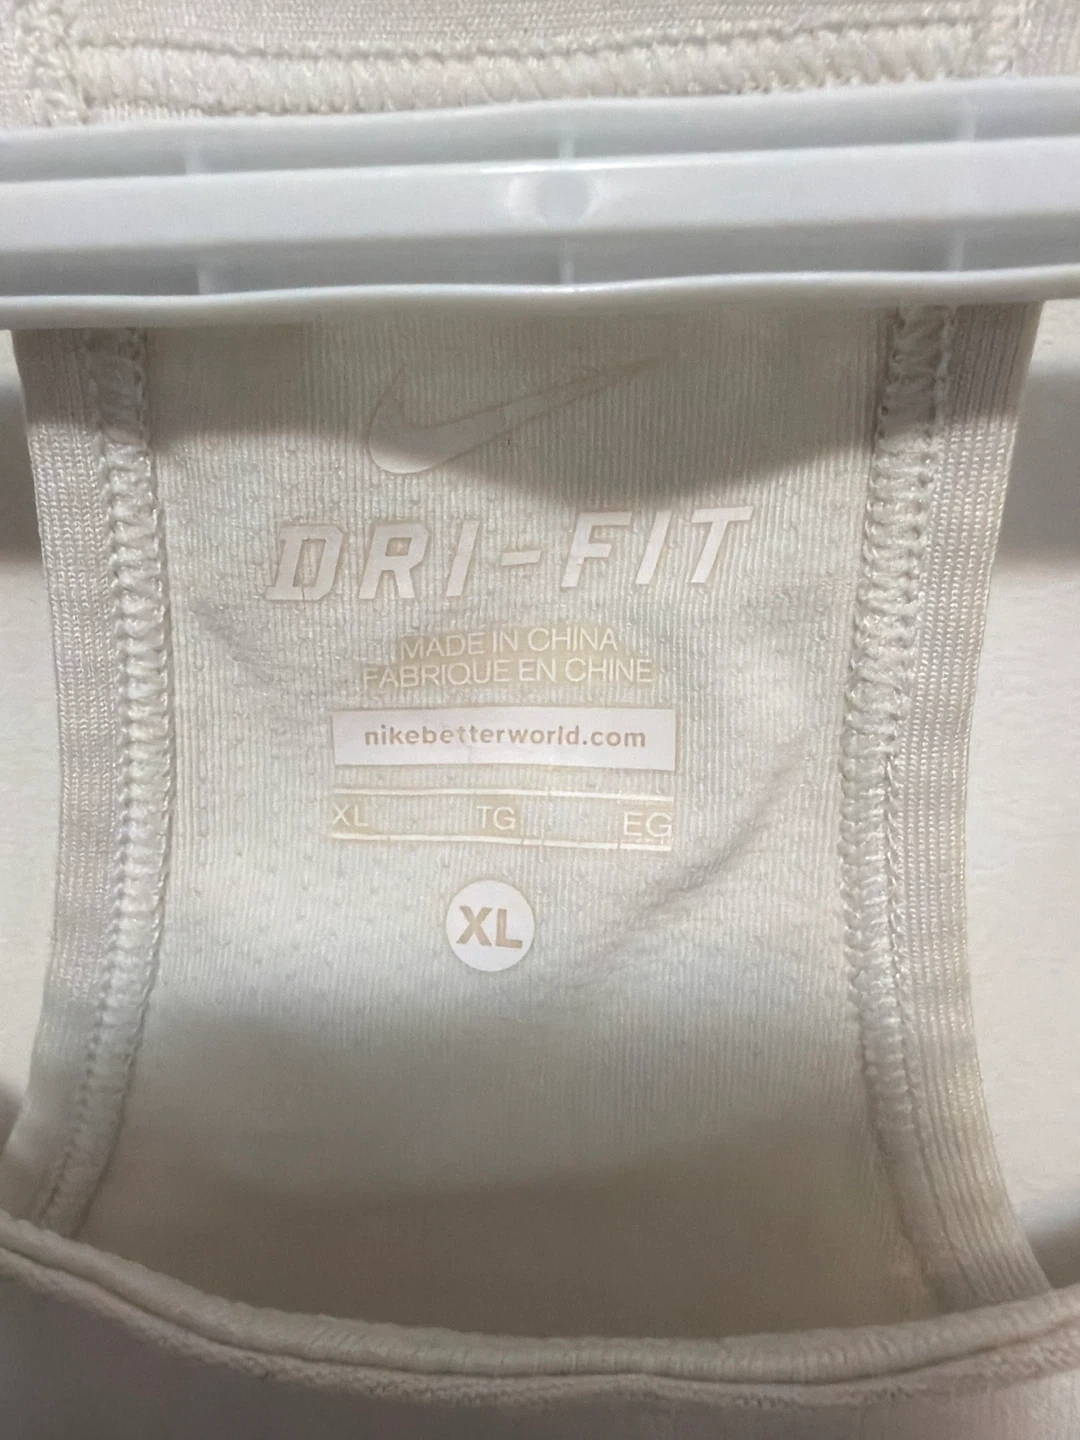 DRI-FIT
MADE IN CHINA
FABRIQUE EN CHINE
nikebetterworld.com
XL TG EG
XL